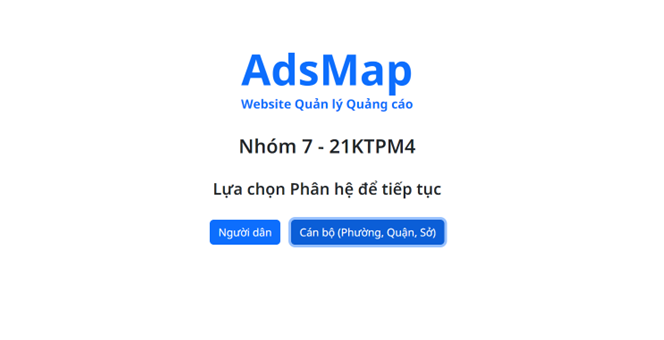 AdsMap
Website Quản lý Quảng cáo
Nhóm 7 - 21KTPM4
Lựa chọn Phân hệ để tiếp tục
Người dân
Cán bộ (Phường, Quận, Sở)